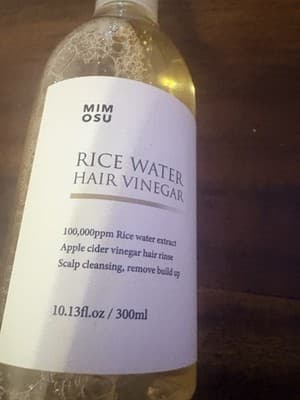 MIM
OSU
RICE WATER
HAIR VINEGAR
100,000ppm Rice water extract
Apple cider vinegar hair rinse
Scalp cleansing, remove build up
10.13fl.oz / 300ml